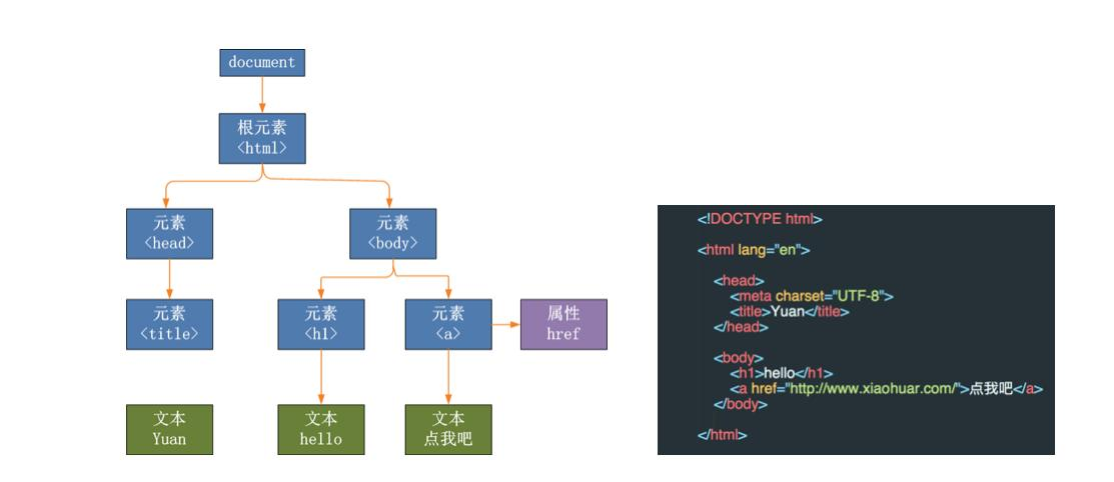 document
根元素
<html>
元素
<head>
元素
<body>
元素
<title>
元素
<h1>
元素
<a>
属性
href
文本
Yuan
文本
hello
文本
点我吧
<!DOCTYPE html>
<html lang="en">
<head>
<meta charset="UTF-8">
<title>Yuan</title>
</head>
<body>
<h1>hello</h1>
<a href="http://www.xiaohuar.com/">点我吧</a>
</body>
</html>